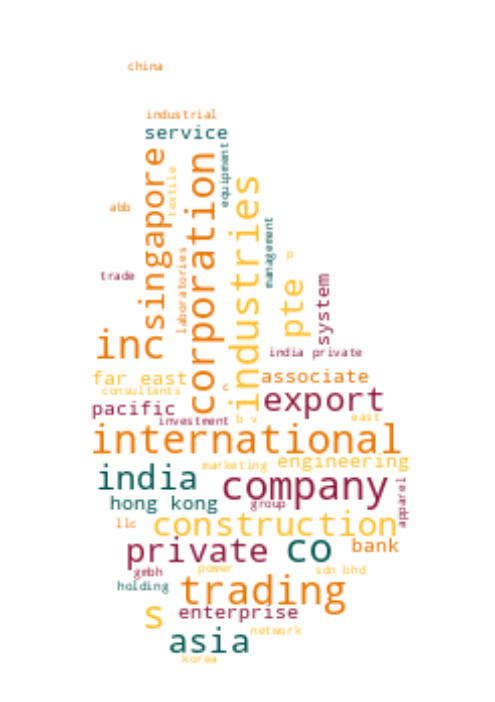 china
industrial
service
singapore
corporation
equipment
textile
industries
abb
management
laboratories
p
trade
pte
system
inc
india private
far east
associate
consultants
c
export
pacific
investment
b v
east
international
marketing
engineering
india
company
apparel
hong kong
group
llc
construction
private
co
bank
gmbh
power
sdn bhd
holding
trading
s
enterprise
network
asia
korea